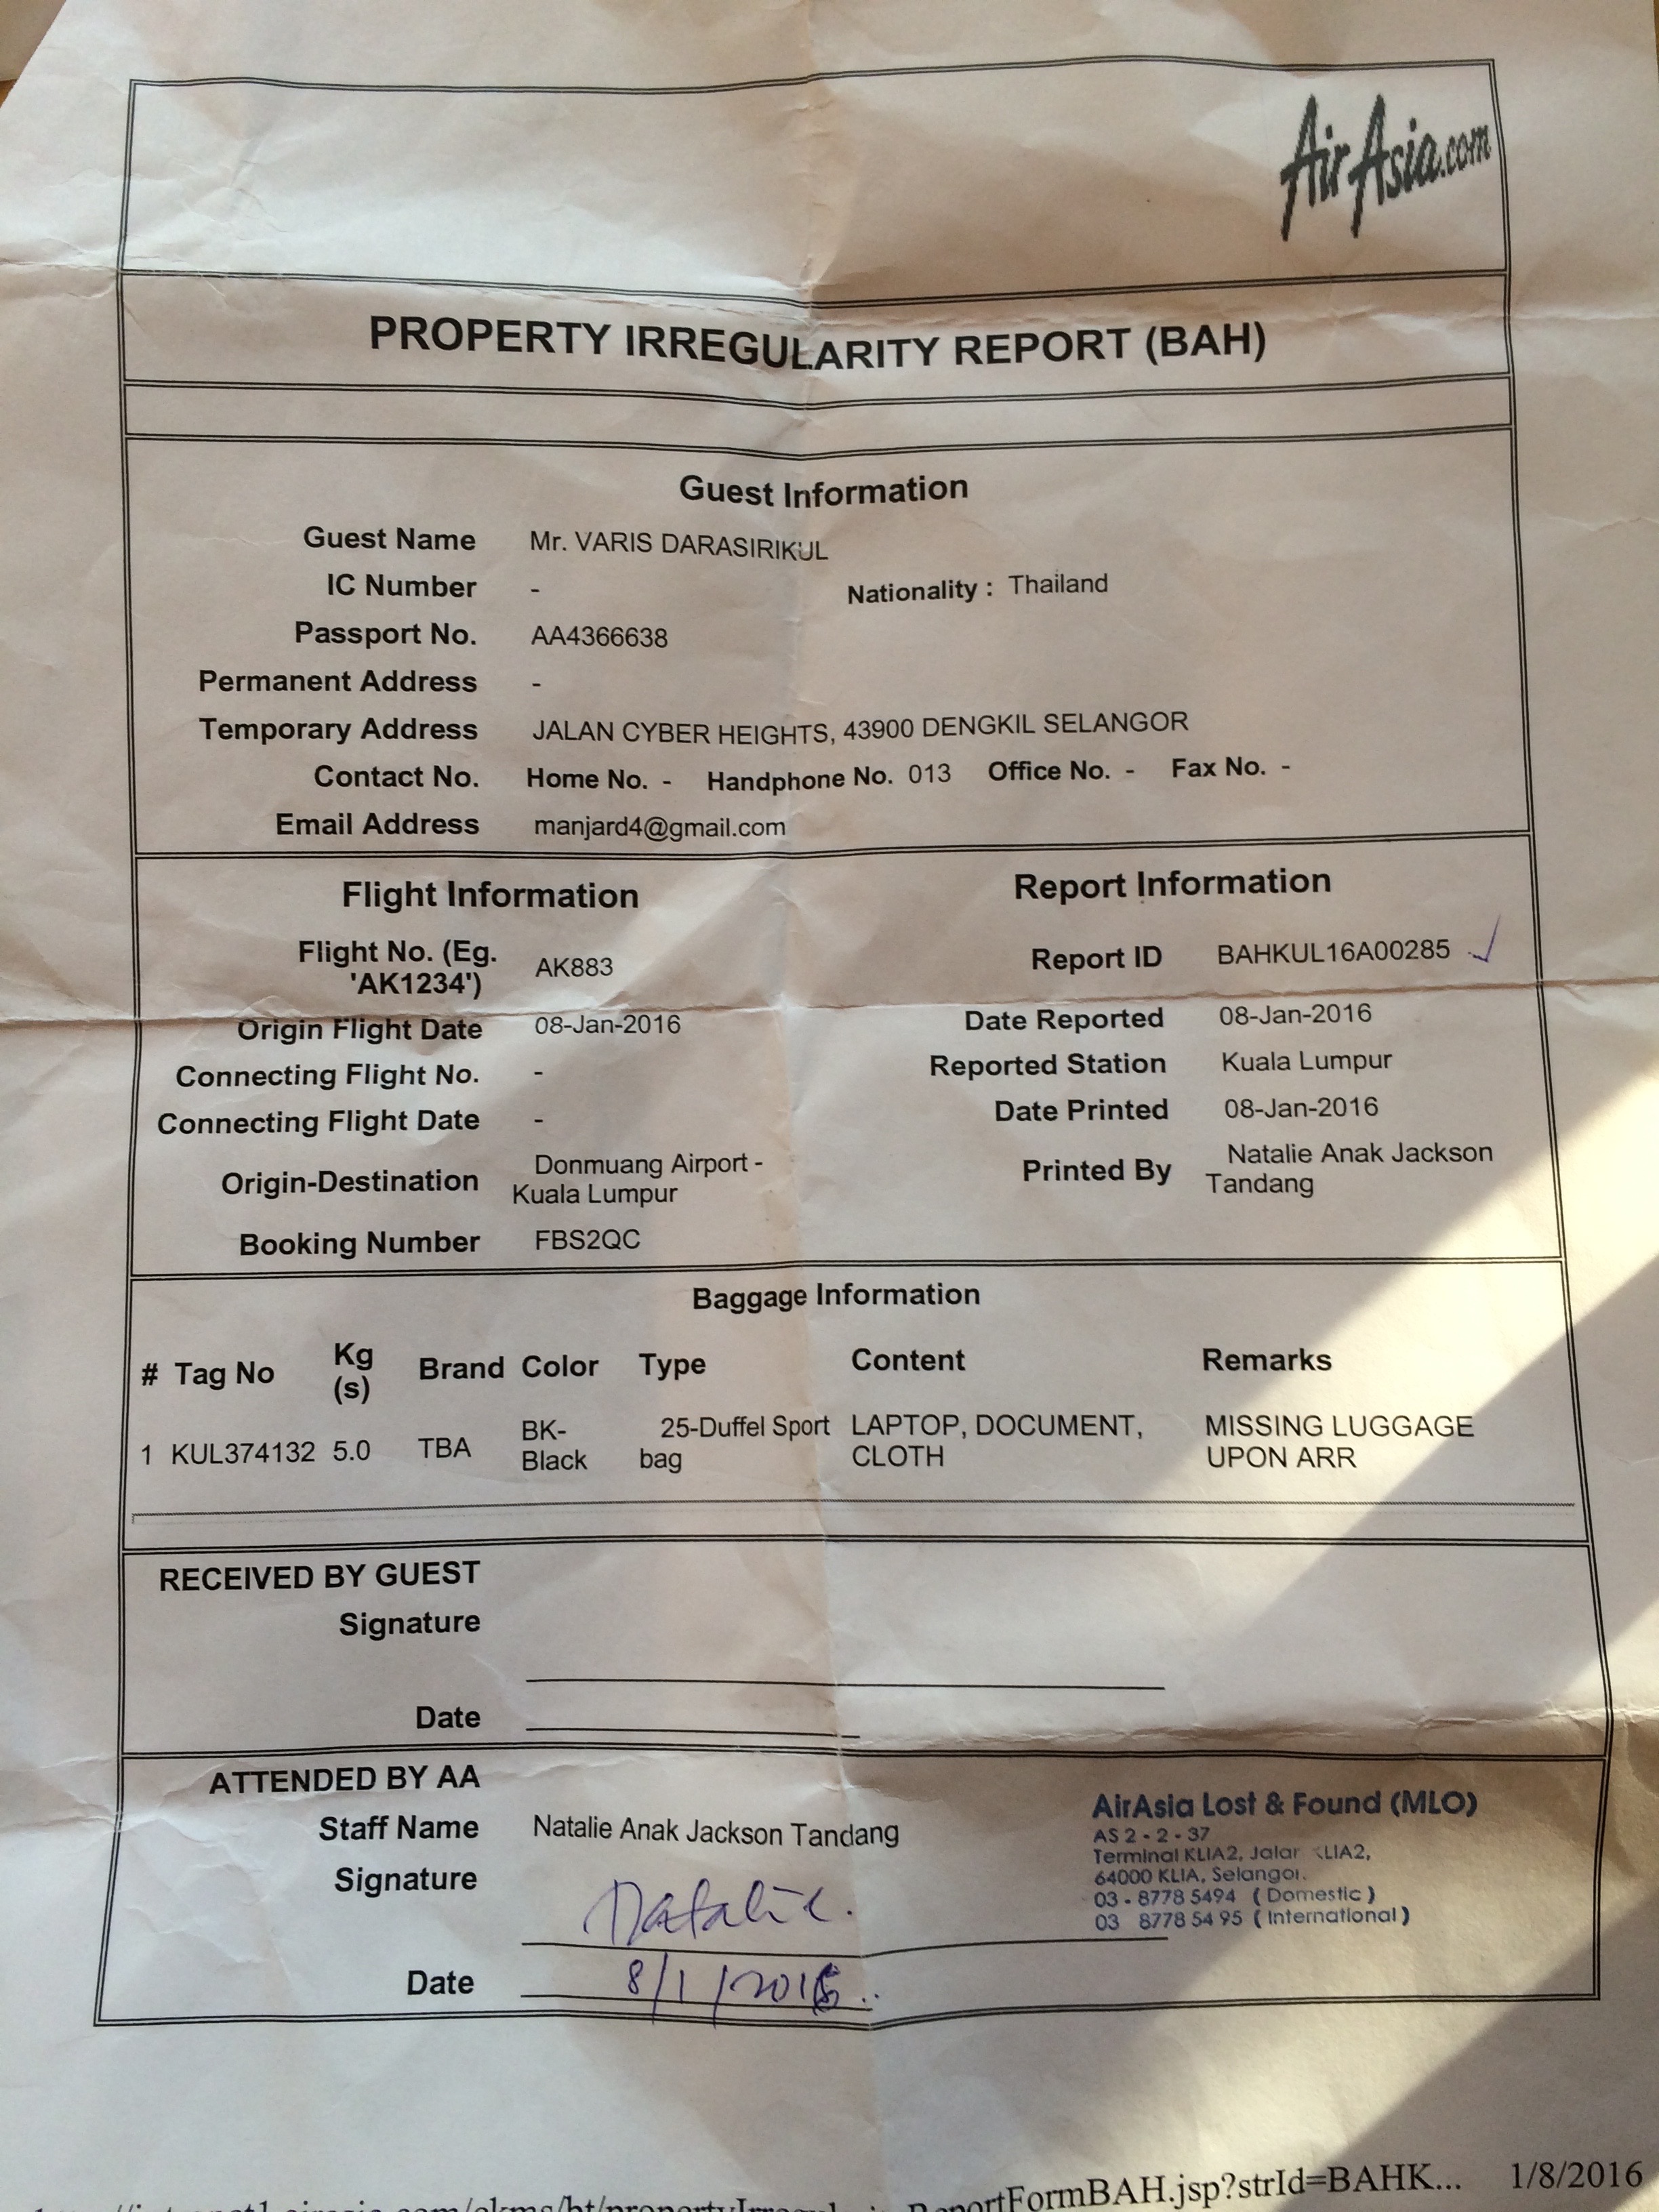 AirAsia.com
PROPERTY IRREGULARITY REPORT (BAH)
Guest Information
Guest Name Mr. VARIS DARASIRIKUL
IC Number - Nationality : Thailand
Passport No. AA4366638
Permanent Address -
Temporary Address JALAN CYBER HEIGHTS, 43900 DENGKIL SELANGOR
Contact No. Home No. - Handphone No. 013 Office No. - Fax No. -
Email Address manjard4@gmail.com
Flight Information
Flight No. (Eg. 'AK1234') AK883
Origin Flight Date 08-Jan-2016
Connecting Flight No. -
Connecting Flight Date -
Origin-Destination Donmuang Airport -
Kuala Lumpur
Booking Number FBS2QC
Report Information
Report ID BAHKUL16A00285
Date Reported 08-Jan-2016
Reported Station Kuala Lumpur
Date Printed 08-Jan-2016
Printed By Natalie Anak Jackson
Tandang
Baggage Information
# Tag No Kg (s) Brand Color Type Content Remarks
1 KUL374132 5.0 TBA BK-Black 25-Duffel Sport bag LAPTOP, DOCUMENT, CLOTH MISSING LUGGAGE UPON ARR
RECEIVED BY GUEST
Signature
Date
ATTENDED BY AA
Staff Name Natalie Anak Jackson Tandang
Signature Natalie.
Date 8/1/2016
AirAsia Lost & Found (MLO)
AS 2 - 2 - 37
Terminal KLIA2, Jalan KLIA2,
64000 KLIA, Selangor.
03 - 8778 5494 ( Domestic )
03 8778 54 95 ( International )
ReportFormBAH.jsp?strId=BAHK... 1/8/2016